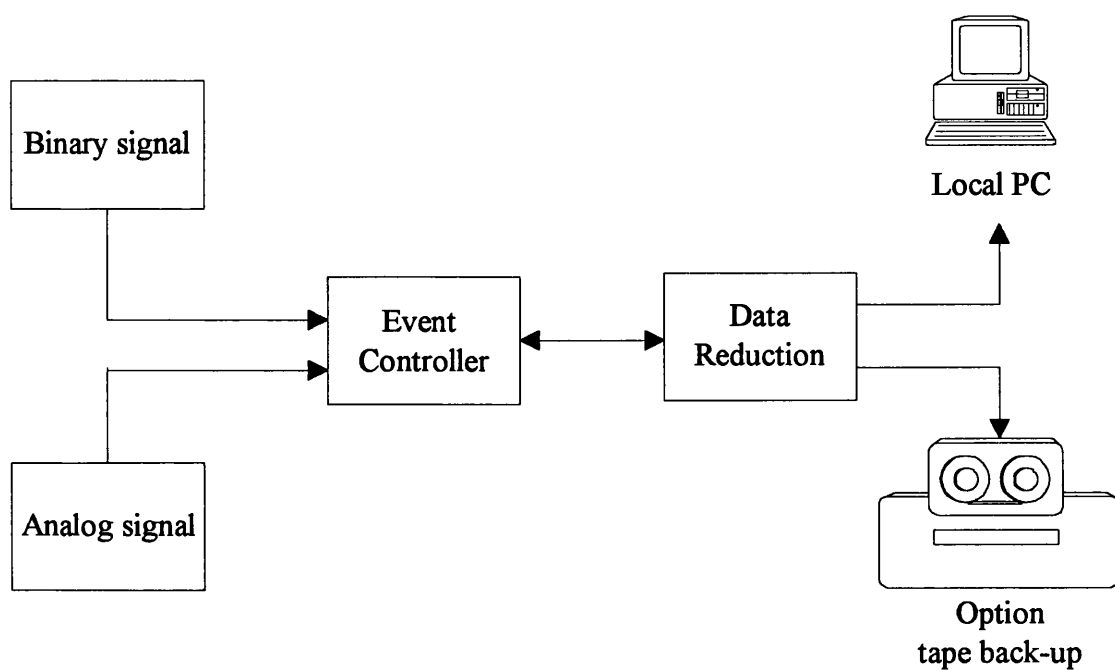 Binary signal
Analog signal
Event
Controller
Data
Reduction
Local PC
Option
tape back-up